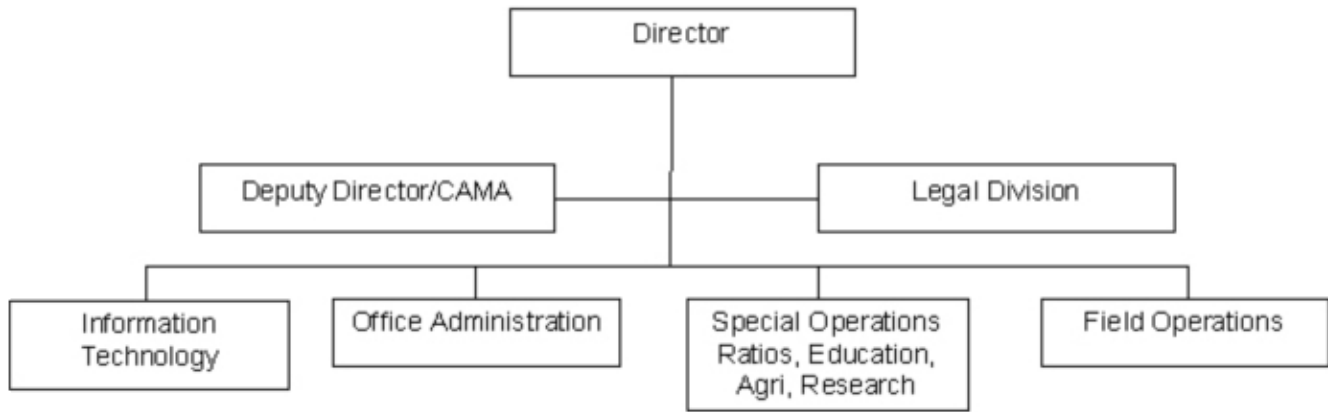 Director
Deputy Director/CAMA
Legal Division
Information
Technology
Office Administration
Special Operations
Ratios, Education,
Agri, Research
Field Operations